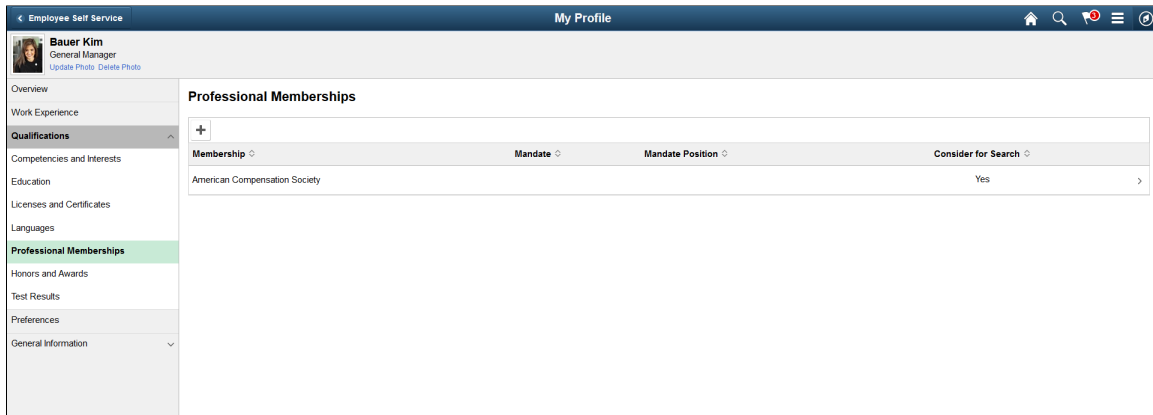 Employee Self Service
My Profile
3
Bauer Kim
General Manager
Update Photo Delete Photo
Overview
Work Experience
Qualifications
Competencies and Interests
Education
Licenses and Certificates
Languages
Professional Memberships
Honors and Awards
Test Results
Preferences
General Information
Professional Memberships
+
Membership Mandate Mandate Position Consider for Search
American Compensation Society Yes